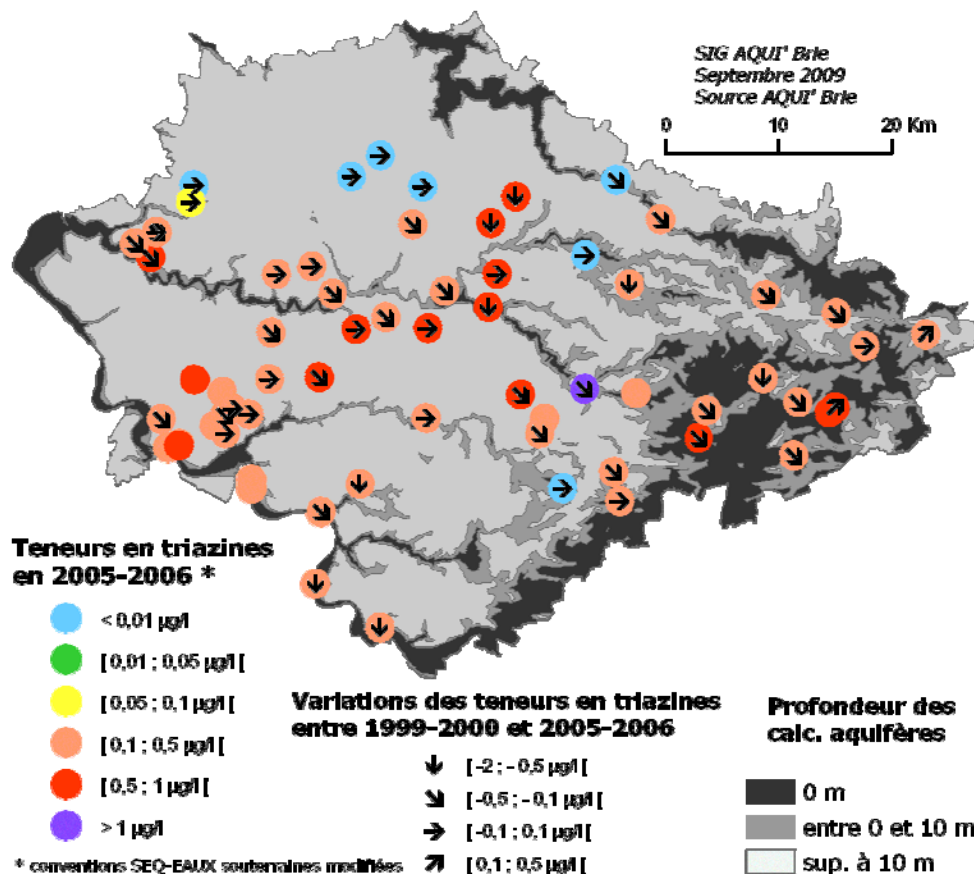 SIG AQUI' Brie
Septembre 2009
Source AQUI' Brie
0 10 20 Km
Teneurs en triazines
en 2005-2006 *
< 0,01 µg/l
[ 0,01 ; 0,05 µg/l [
[ 0,05 ; 0,1 µg/l [
[ 0,1 ; 0,5 µg/l [
[ 0,5 ; 1 µg/l [
> 1 µg/l
* conventions SEQ-EAUX souterraines modifiées
Variations des teneurs en triazines
entre 1999-2000 et 2005-2006
[ -2 ; - 0,5 µg/l [
[ -0,5 ; - 0,1 µg/l [
[ -0,1 ; 0,1 µg/l [
[ 0,1 ; 0,5 µg/l [
Profondeur des
calc. aquifères
0 m
entre 0 et 10 m
sup. à 10 m